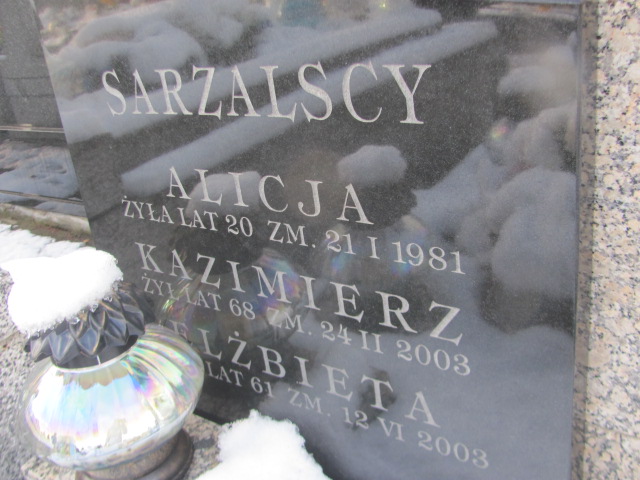 SARZALSCY
ALICJA
ŻYŁA LAT 20 ZM. 21 I 1981
KAZIMIERZ
ŻYŁ LAT 68 ZM. 24 II 2003
ELŻBIETA
LAT 61 ZM. 12 VI 2003